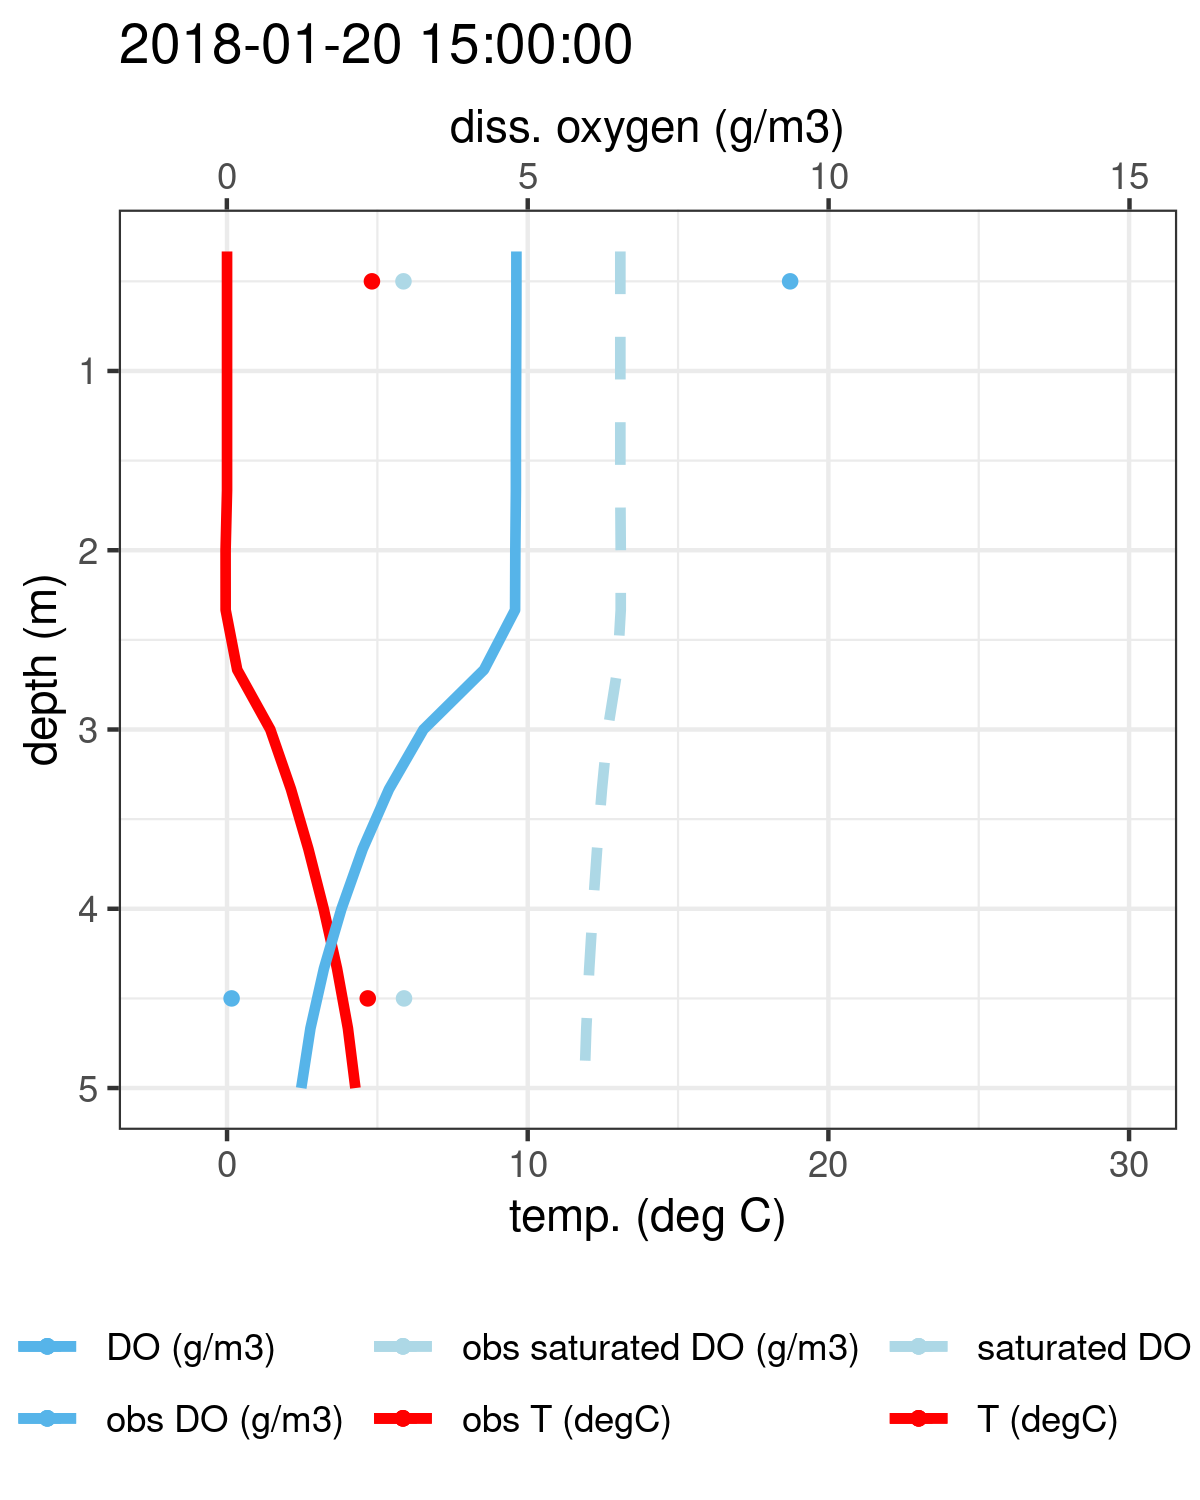 2018-01-20 15:00:00
diss. oxygen (g/m3)
0 5 10 15
depth (m)
1
2
3
4
5
0 10 20 30
temp. (deg C)
DO (g/m3) obs saturated DO (g/m3) saturated DO
obs DO (g/m3) obs T (degC) T (degC)